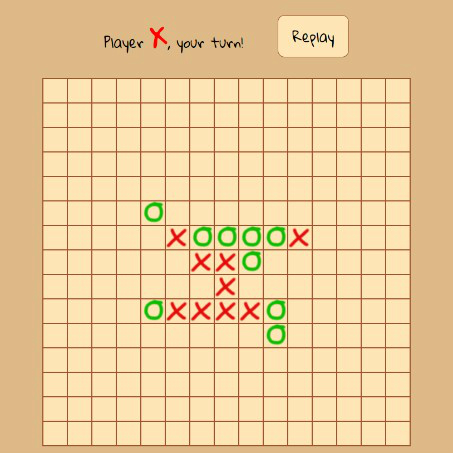 Player X, your turn!
Replay
O
X O O O O X
X X O
X
O X X X X O
O